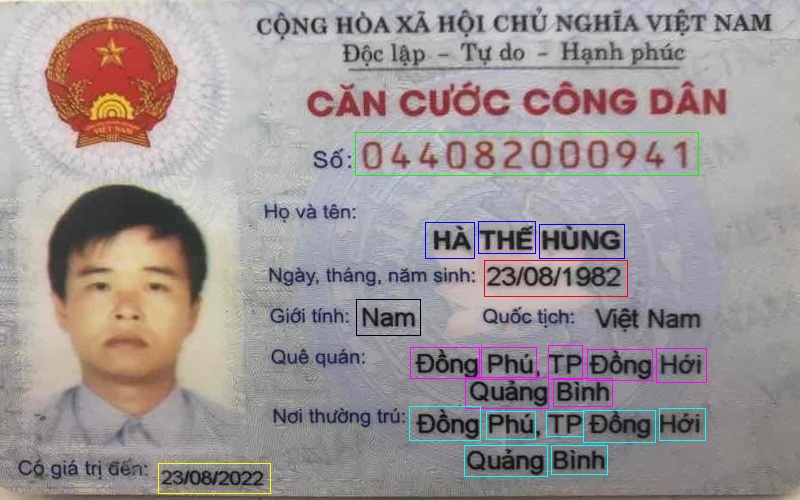 CỘNG HÒA XÃ HỘI CHỦ NGHĨA VIỆT NAM
Độc lập - Tự do - Hạnh phúc
CĂN CƯỚC CÔNG DÂN
VIỆT NAM
Số: 044082000941
Họ và tên:
HÀ THẾ HÙNG
Ngày, tháng, năm sinh: 23/08/1982
Giới tính: Nam Quốc tịch: Việt Nam
Quê quán: Đồng Phú, TP Đồng Hới
Quảng Bình
Nơi thường trú: Đồng Phú, TP Đồng Hới
Quảng Bình
Có giá trị đến: 23/08/2022